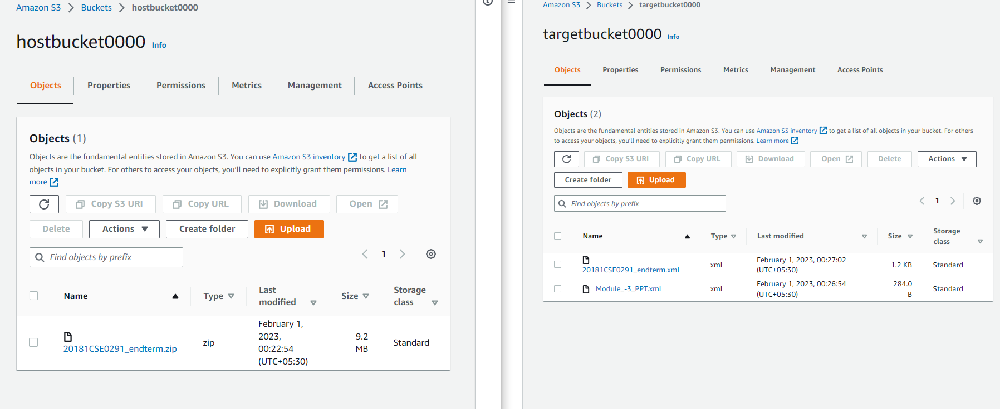 Amazon S3 > Buckets > hostbucket0000
hostbucket0000 Info
Objects Properties Permissions Metrics Management Access Points
Objects (1)
Objects are the fundamental entities stored in Amazon S3. You can use Amazon S3 inventory to get a list of all
objects in your bucket. For others to access your objects, you'll need to explicitly grant them permissions. Learn
more
Copy S3 URI Copy URL Download Open
Delete Actions Create folder Upload
Find objects by prefix
1
Name Type Last modified Size Storage class
20181CSE0291_endterm.zip zip February 1, 2023, 00:22:54 (UTC+05:30) 9.2 MB Standard
Amazon S3 > Buckets > targetbucket0000
targetbucket0000 Info
Objects Properties Permissions Metrics Management Access Points
Objects (2)
Objects are the fundamental entities stored in Amazon S3. You can use Amazon S3 inventory to get a list of all objects in your bucket. For others
to access your objects, you'll need to explicitly grant them permissions. Learn more
Copy S3 URI Copy URL Download Open Delete Actions
Create folder Upload
Find objects by prefix
1
Name Type Last modified Size Storage class
20181CSE0291_endterm.xml xml February 1, 2023, 00:27:02 (UTC+05:30) 1.2 KB Standard
Module_-3_PPT.xml xml February 1, 2023, 00:26:54 (UTC+05:30) 284.0 B Standard